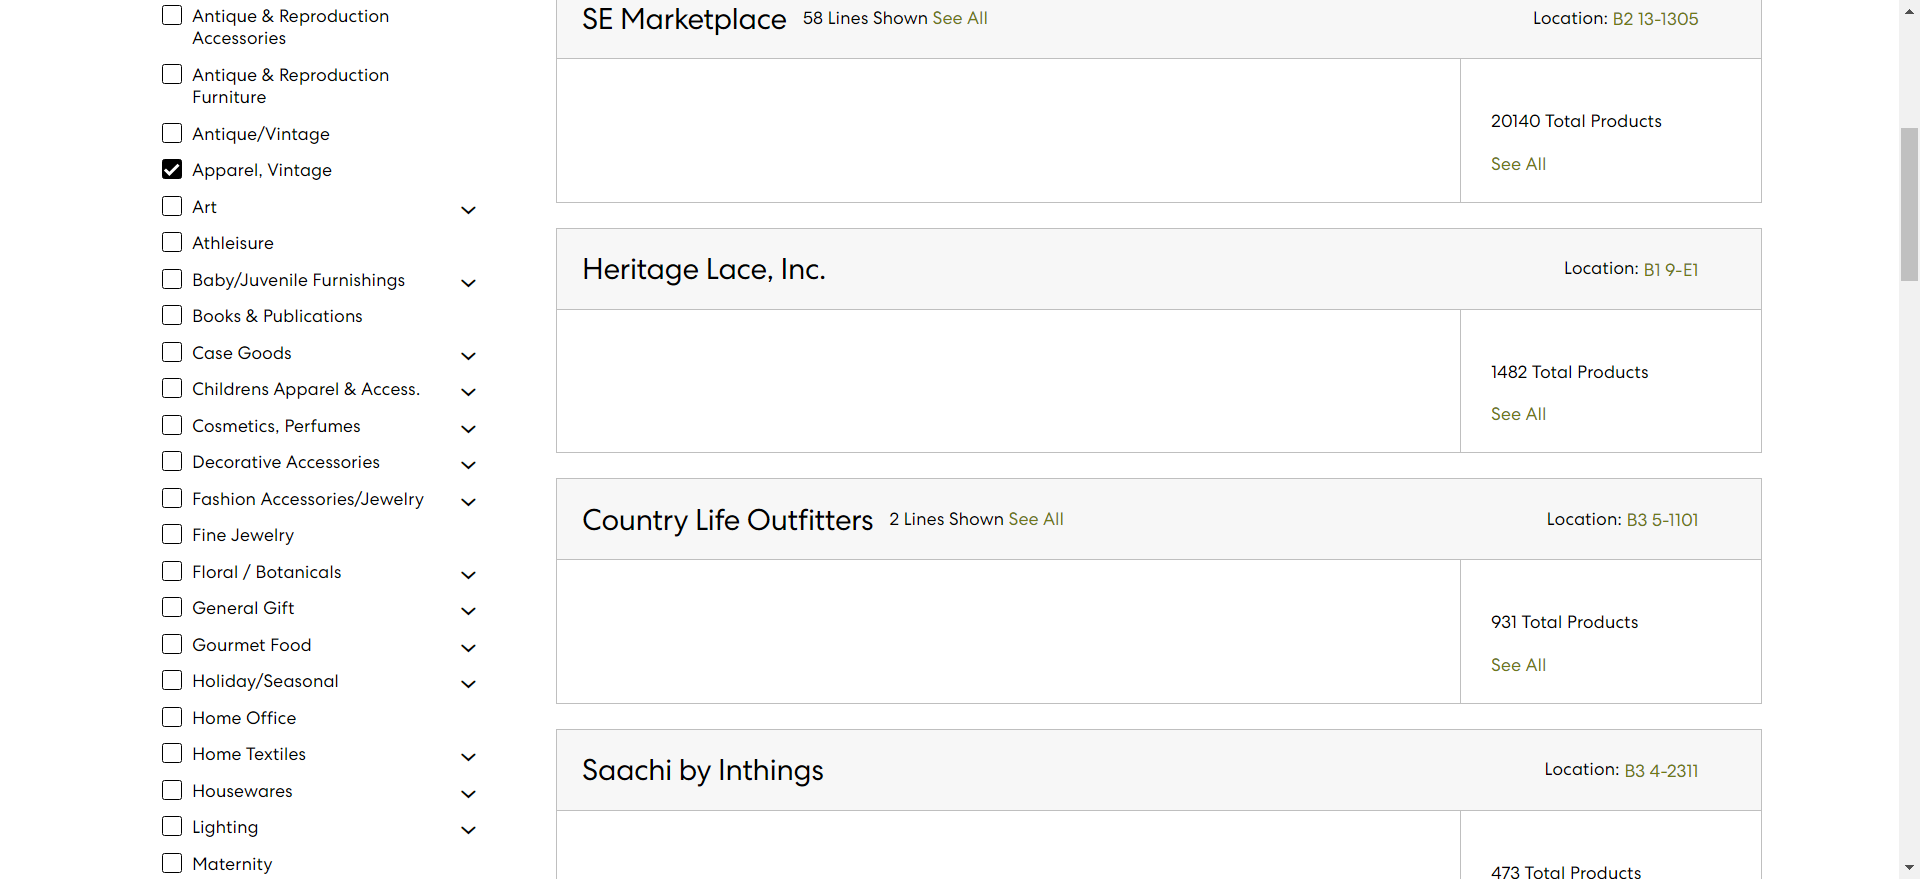 Antique & Reproduction
Accessories
Antique & Reproduction
Furniture
Antique/Vintage
Apparel, Vintage
Art
Athleisure
Baby/Juvenile Furnishings
Books & Publications
Case Goods
Childrens Apparel & Access.
Cosmetics, Perfumes
Decorative Accessories
Fashion Accessories/Jewelry
Fine Jewelry
Floral / Botanicals
General Gift
Gourmet Food
Holiday/Seasonal
Home Office
Home Textiles
Housewares
Lighting
Maternity
SE Marketplace 58 Lines Shown See All Location: B2 13-1305
20140 Total Products
See All
Heritage Lace, Inc. Location: B1 9-E1
1482 Total Products
See All
Country Life Outfitters 2 Lines Shown See All Location: B3 5-1101
931 Total Products
See All
Saachi by Inthings Location: B3 4-2311
473 Total Products